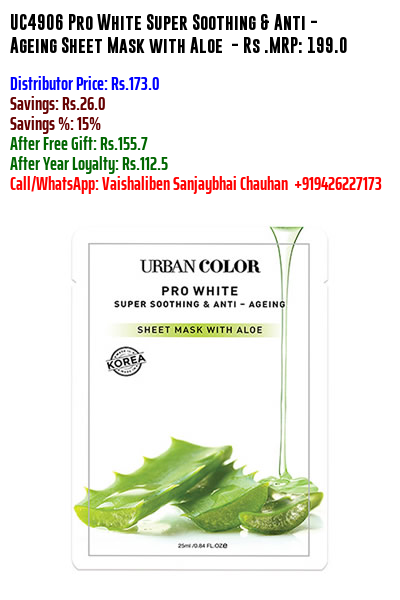 UC4906 Pro White Super Soothing & Anti -
Ageing Sheet Mask with Aloe - Rs .MRP: 199.0
Distributor Price: Rs.173.0
Savings: Rs.26.0
Savings %: 15%
After Free Gift: Rs.155.7
After Year Loyalty: Rs.112.5
Call/WhatsApp: Vaishaliben Sanjaybhai Chauhan +919426227173
URBAN COLOR
PRO WHITE
SUPER SOOTHING & ANTI – AGEING
SHEET MASK WITH ALOE
KOREA
25ml /0.84 FL.OZe